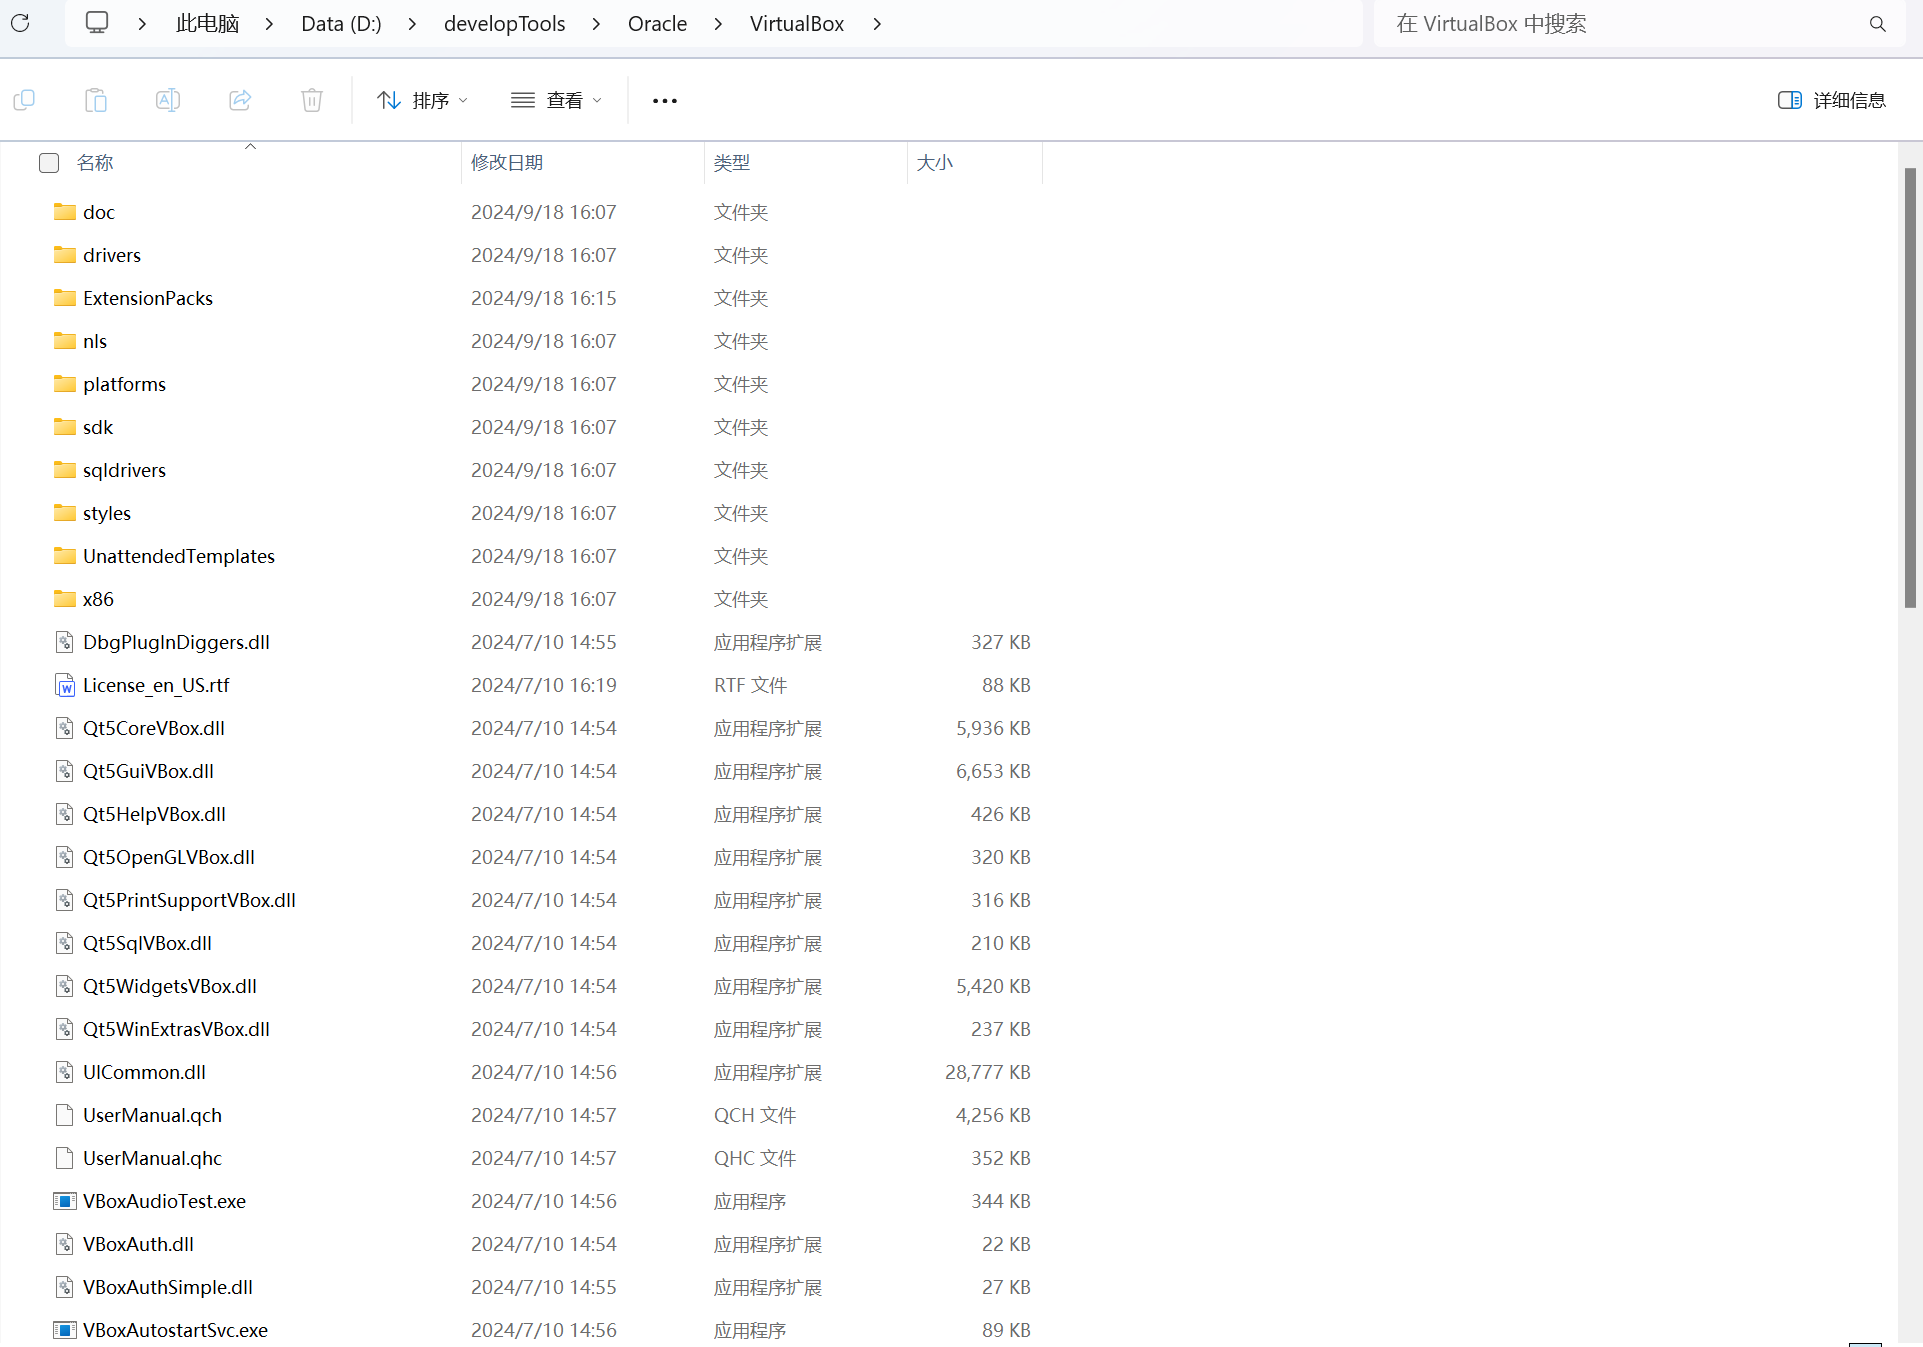 此电脑 Data (D:) developTools Oracle VirtualBox 在 VirtualBox 中搜索
排序 查看 详细信息
名称 修改日期 类型 大小
doc 2024/9/18 16:07 文件夹
drivers 2024/9/18 16:07 文件夹
ExtensionPacks 2024/9/18 16:15 文件夹
nls 2024/9/18 16:07 文件夹
platforms 2024/9/18 16:07 文件夹
sdk 2024/9/18 16:07 文件夹
sqldrivers 2024/9/18 16:07 文件夹
styles 2024/9/18 16:07 文件夹
UnattendedTemplates 2024/9/18 16:07 文件夹
x86 2024/9/18 16:07 文件夹
DbgPlugInDiggers.dll 2024/7/10 14:55 应用程序扩展 327 KB
License_en_US.rtf 2024/7/10 16:19 RTF 文件 88 KB
Qt5CoreVBox.dll 2024/7/10 14:54 应用程序扩展 5,936 KB
Qt5GuiVBox.dll 2024/7/10 14:54 应用程序扩展 6,653 KB
Qt5HelpVBox.dll 2024/7/10 14:54 应用程序扩展 426 KB
Qt5OpenGLVBox.dll 2024/7/10 14:54 应用程序扩展 320 KB
Qt5PrintSupportVBox.dll 2024/7/10 14:54 应用程序扩展 316 KB
Qt5SqlVBox.dll 2024/7/10 14:54 应用程序扩展 210 KB
Qt5WidgetsVBox.dll 2024/7/10 14:54 应用程序扩展 5,420 KB
Qt5WinExtrasVBox.dll 2024/7/10 14:54 应用程序扩展 237 KB
UICommon.dll 2024/7/10 14:56 应用程序扩展 28,777 KB
UserManual.qch 2024/7/10 14:57 QCH 文件 4,256 KB
UserManual.qhc 2024/7/10 14:57 QHC 文件 352 KB
VBoxAudioTest.exe 2024/7/10 14:56 应用程序 344 KB
VBoxAuth.dll 2024/7/10 14:54 应用程序扩展 22 KB
VBoxAuthSimple.dll 2024/7/10 14:55 应用程序扩展 27 KB
VBoxAutostartSvc.exe 2024/7/10 14:56 应用程序 89 KB